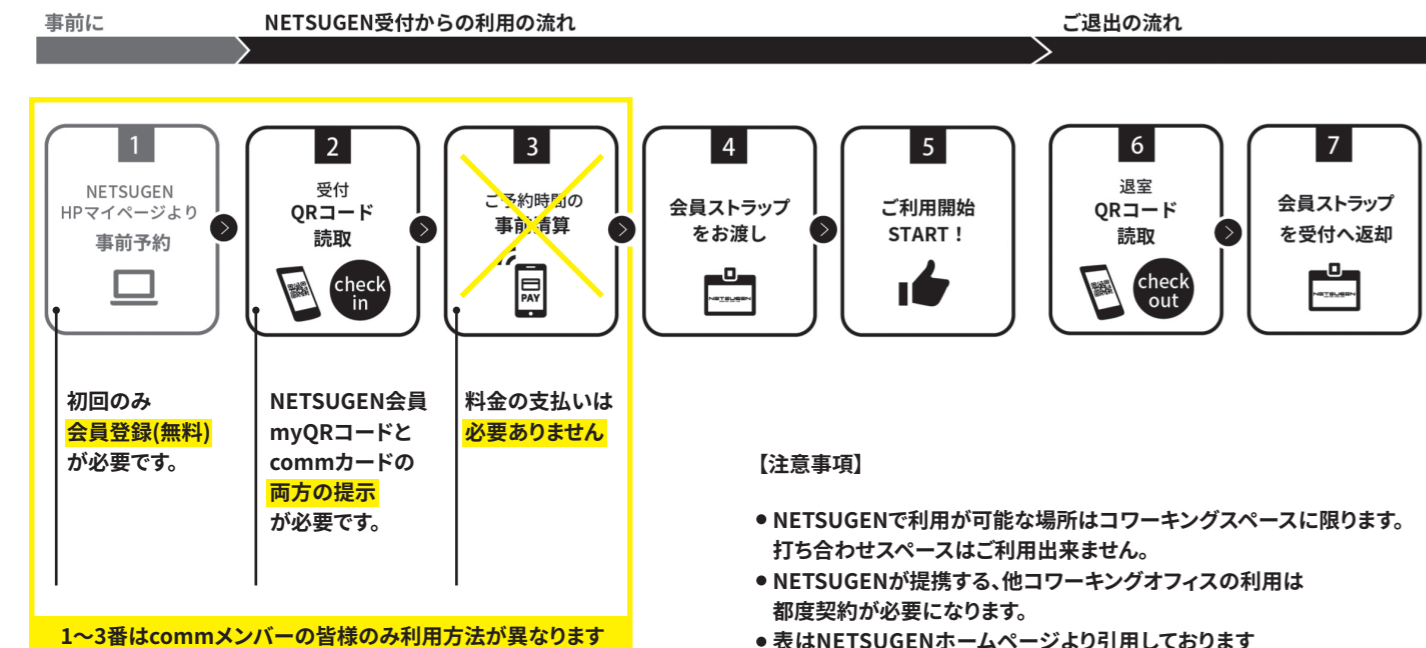 事前に
NETSUGEN受付からの利用の流れ
ご退出の流れ
1
NETSUGEN
HPマイページより
事前予約
2
受付
QRコード
読取
check
in
3
ご予約時間の
事前精算
PAY
4
会員ストラップ
をお渡し
NETSUGEN
5
ご利用開始
START！
6
退室
QRコード
読取
check
out
7
会員ストラップ
を受付へ返却
NETSUGEN
初回のみ
会員登録(無料)
が必要です。
NETSUGEN会員
myQRコードと
commカードの
両方の提示
が必要です。
料金の支払いは
必要ありません
1〜3番はcommメンバーの皆様のみ利用方法が異なります
【注意事項】
● NETSUGENで利用が可能な場所はコワーキングスペースに限ります。
打ち合わせスペースはご利用出来ません。
● NETSUGENが提携する、他コワーキングオフィスの利用は
都度契約が必要になります。
● 表はNETSUGENホームページより引用しております